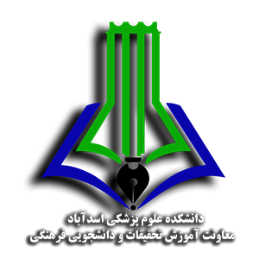 دانشکده علوم پزشکی اسدآباد
معاونت آموزش تحقیقات و دانشجویی فرهنگی